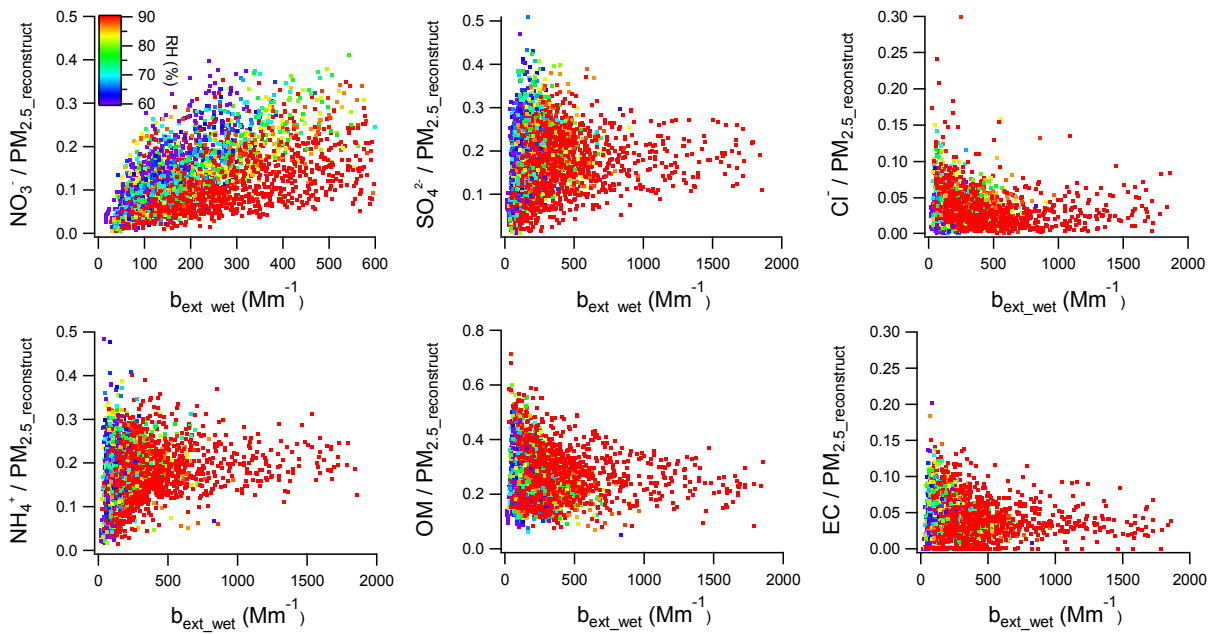 NO₃⁻ / PM₂.₅_reconstruct
0.5
0.4
0.3
0.2
0.1
0.0
90
80
70
60
RH (%)
0 100 200 300 400 500 600
b_ext_wet (Mm⁻¹)
SO₄²⁻ / PM₂.₅_reconstruct
0.5
0.4
0.3
0.2
0.1
0 500 1000 1500 2000
b_ext_wet (Mm⁻¹)
Cl⁻ / PM₂.₅_reconstruct
0.30
0.25
0.20
0.15
0.10
0.05
0.00
0 500 1000 1500 2000
b_ext_wet (Mm⁻¹)
NH₄⁺ / PM₂.₅_reconstruct
0.5
0.4
0.3
0.2
0.1
0.0
0 500 1000 1500 2000
b_ext_wet (Mm⁻¹)
OM / PM₂.₅_reconstruct
0.8
0.6
0.4
0.2
0.0
0 500 1000 1500 2000
b_ext_wet (Mm⁻¹)
EC / PM₂.₅_reconstruct
0.30
0.25
0.20
0.15
0.10
0.05
0.00
0 500 1000 1500 2000
b_ext_wet (Mm⁻¹)